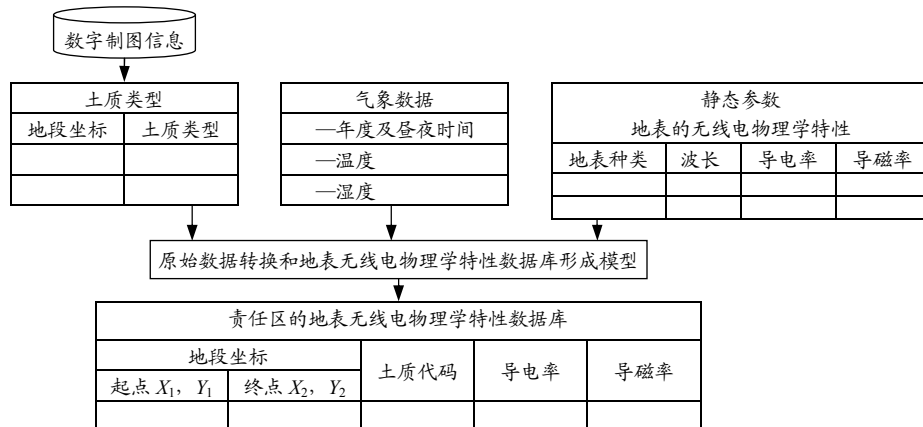 数字制图信息
土质类型
地段坐标 土质类型
气象数据
—年度及昼夜时间
—温度
—湿度
静态参数
地表的无线电物理学特性
地表种类 波长 导电率 导磁率
原始数据转换和地表无线电物理学特性数据库形成模型
责任区的地表无线电物理学特性数据库
地段坐标 土质代码 导电率 导磁率
起点 X₁，Y₁ 终点 X₂，Y₂